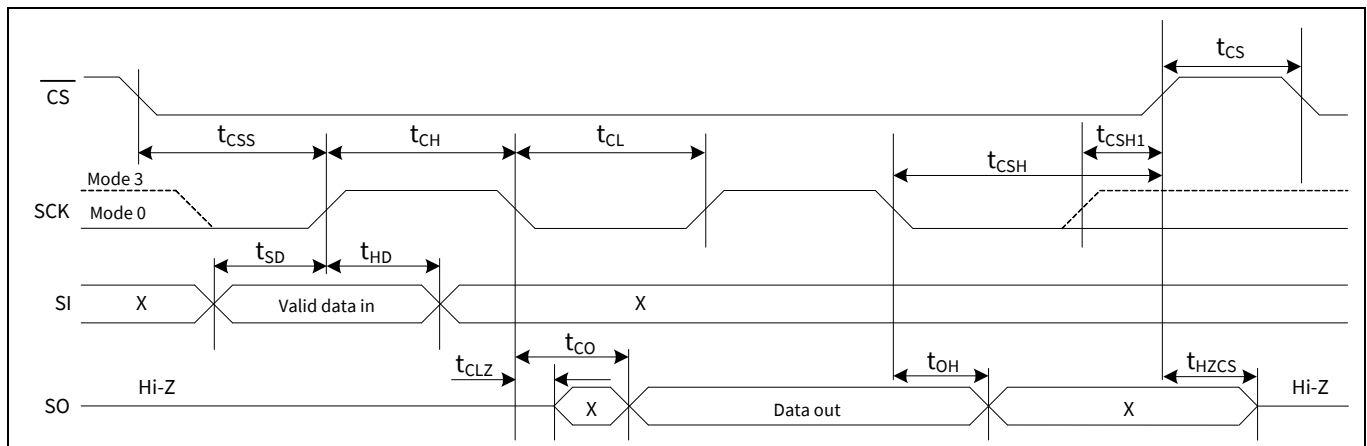 tCS
CS
tCSS
tCH
tCL
tCSH1
tCSH
Mode 3
SCK
Mode 0
tSD
tHD
SI
X
Valid data in
X
tCO
tCLZ
tOH
tHZCS
Hi-Z
Hi-Z
SO
X
Data out
X